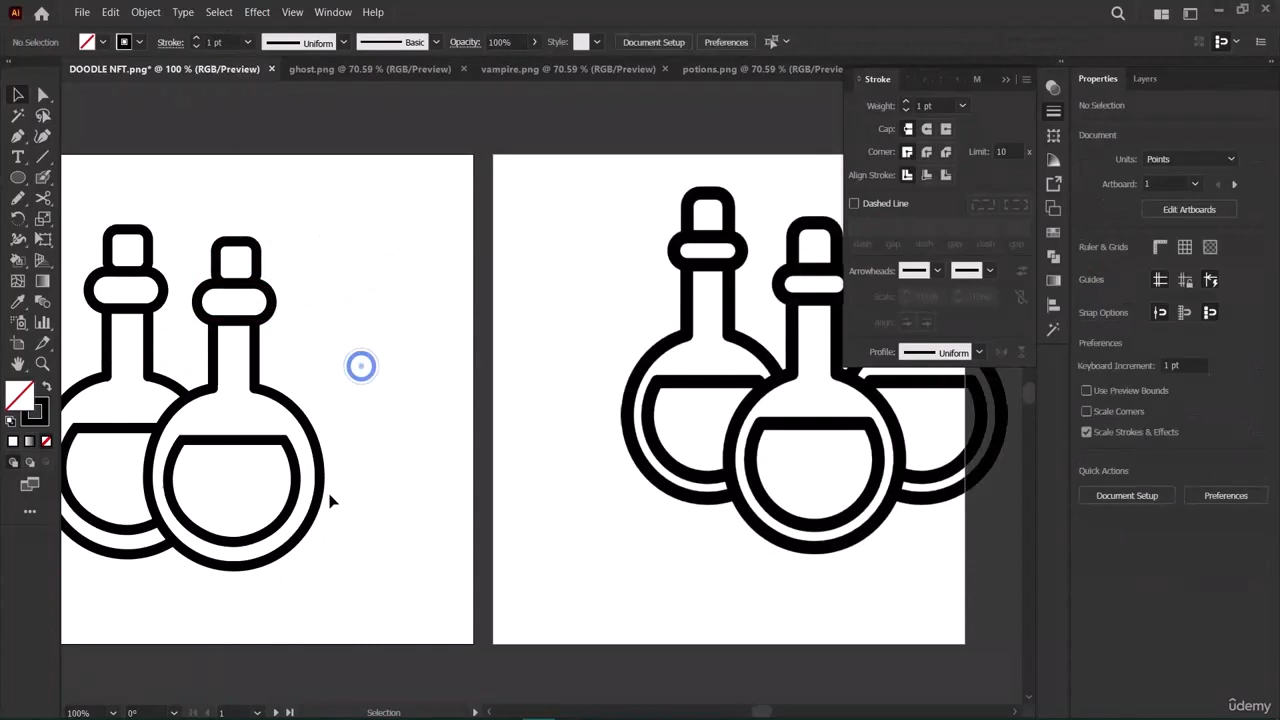 Ai File Edit Object Type Select Effect View Window Help
No Selection Stroke: 1 pt Uniform Basic Opacity: 100% Style: Document Setup Preferences
DOODLE NFT.png* @ 100 % (RGB/Preview) × ghost.png @ 70.59 % (RGB/Preview) × vampire.png @ 70.59 % (RGB/Preview) × potions.png @ 70.59 % (RGB/Preview
Stroke M
Weight: 1 pt
Cap:
Corner: Limit: 10 x
Align Stroke:
Dashed Line
dash gap dash gap dash gap
Arrowheads:
Scale:
Align:
Profile: Uniform
Properties Layers
No Selection
Document
Units: Points
Artboard: 1
Edit Artboards
Ruler & Grids
Guides
Snap Options
Preferences
Keyboard Increment: 1 pt
Use Preview Bounds
Scale Corners
Scale Strokes & Effects
Quick Actions
Document Setup Preferences
100% 0° 1 Selection
ûdemy